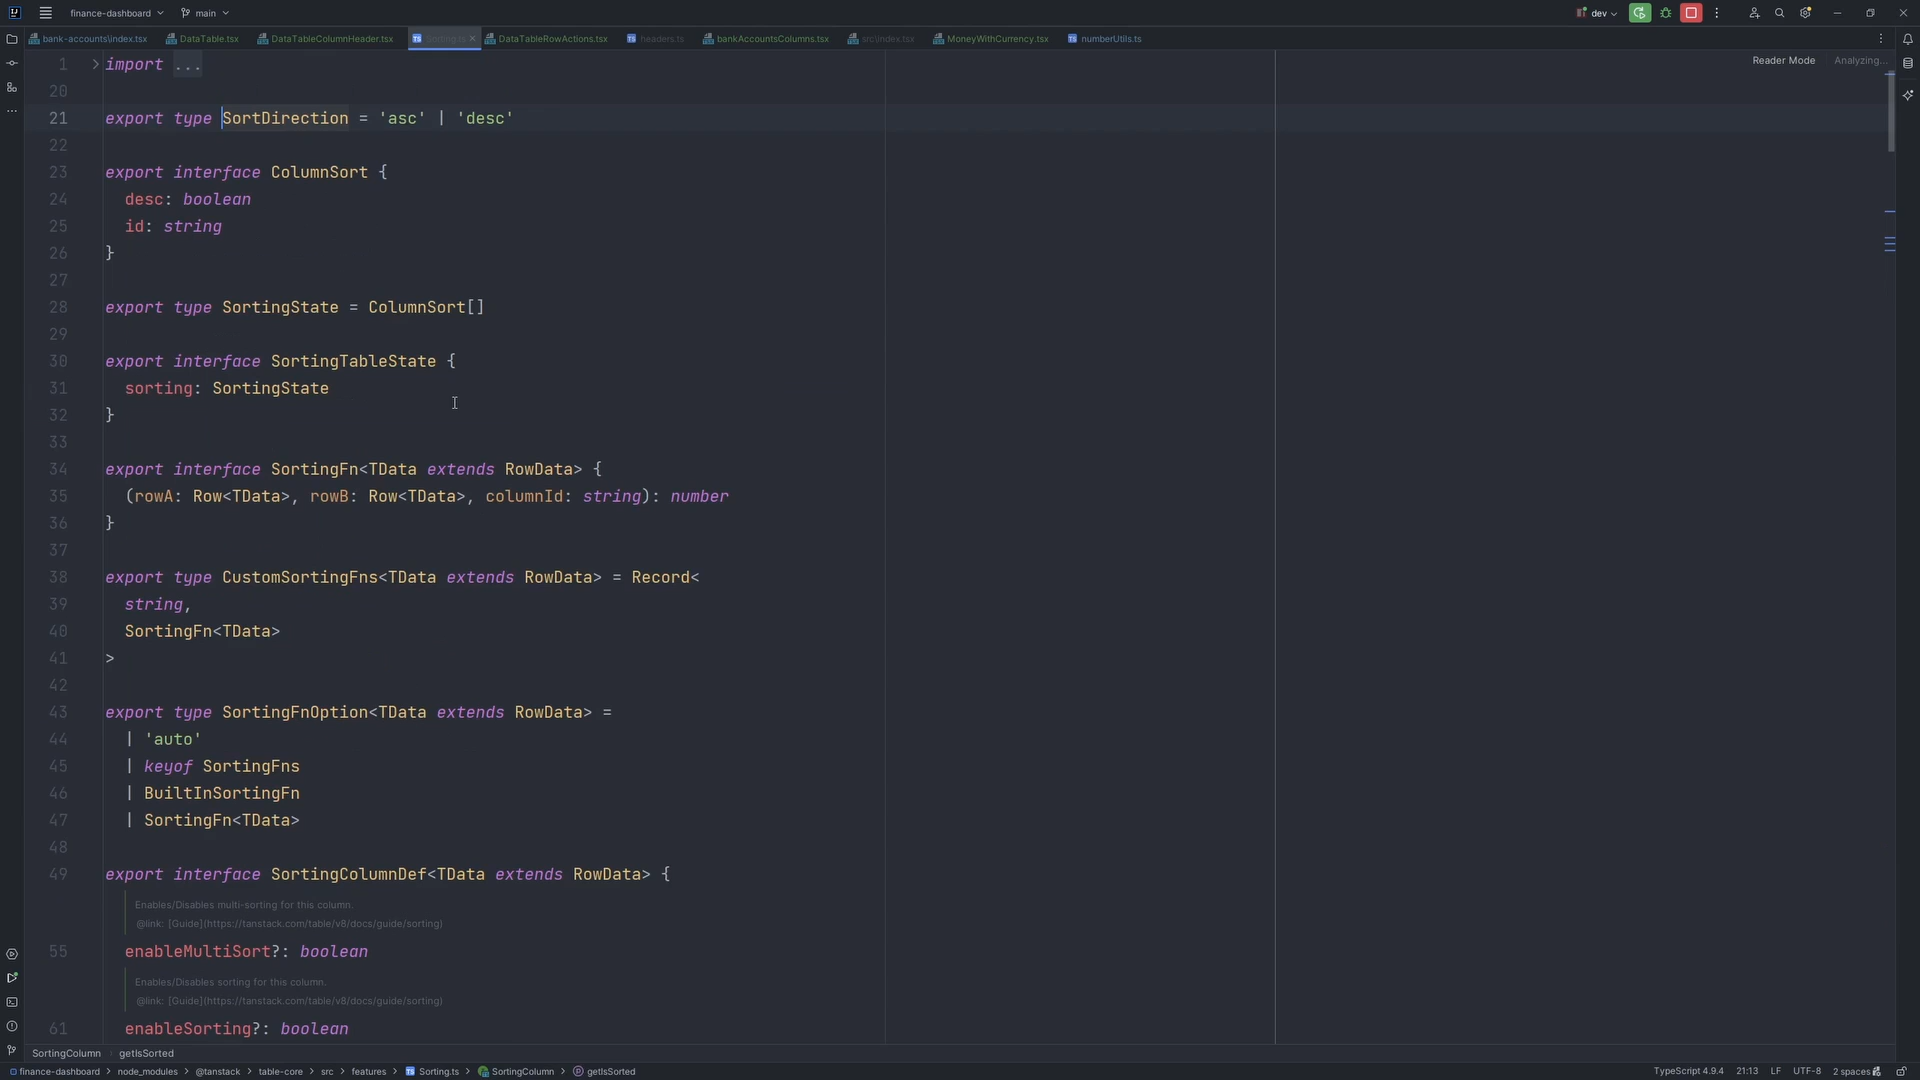 finance-dashboard main dev
bank-accounts\index.tsx DataTable.tsx DataTableColumnHeader.tsx Sorting.ts DataTableRowActions.tsx headers.ts bankAccountsColumns.tsx src\index.tsx MoneyWithCurrency.tsx numberUtils.ts
Reader Mode Analyzing...
1 import ...
20
21 export type SortDirection = 'asc' | 'desc'
22
23 export interface ColumnSort {
24 desc: boolean
25 id: string
26 }
27
28 export type SortingState = ColumnSort[]
29
30 export interface SortingTableState {
31 sorting: SortingState
32 }
33
34 export interface SortingFn<TData extends RowData> {
35 (rowA: Row<TData>, rowB: Row<TData>, columnId: string): number
36 }
37
38 export type CustomSortingFns<TData extends RowData> = Record<
39 string,
40 SortingFn<TData>
41 >
42
43 export type SortingFnOption<TData extends RowData> =
44 | 'auto'
45 | keyof SortingFns
46 | BuiltInSortingFn
47 | SortingFn<TData>
48
49 export interface SortingColumnDef<TData extends RowData> {
Enables/Disables multi-sorting for this column.
@link: [Guide](https://tanstack.com/table/v8/docs/guide/sorting)
55 enableMultiSort?: boolean
Enables/Disables sorting for this column.
@link: [Guide](https://tanstack.com/table/v8/docs/guide/sorting)
61 enableSorting?: boolean
SortingColumn getIsSorted
finance-dashboard > node_modules > @tanstack > table-core > src > features > Sorting.ts > SortingColumn > getIsSorted TypeScript 4.9.4 21:13 LF UTF-8 2 spaces